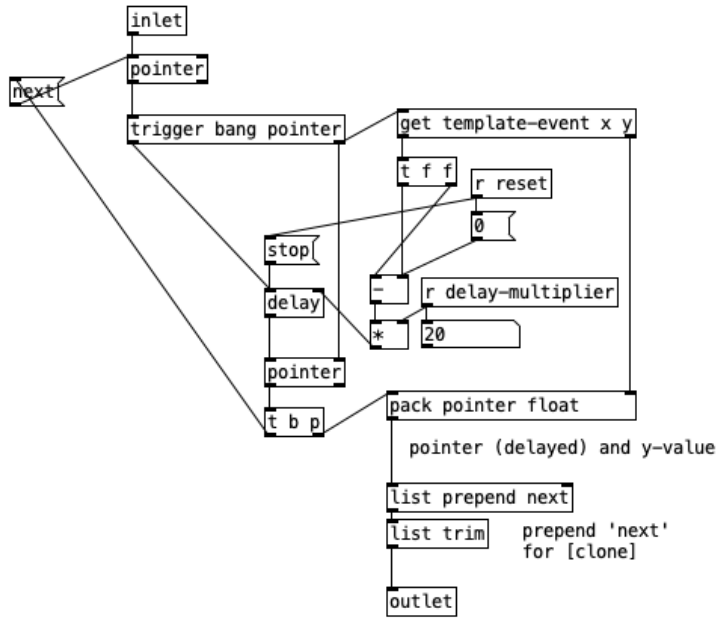 inlet
pointer
next
trigger bang pointer
get template-event x y
t f f
r reset
0
stop
-
r delay-multiplier
delay
*
20
pointer
pack pointer float
t b p
pointer (delayed) and y-value
list prepend next
list trim
prepend 'next'
for [clone]
outlet